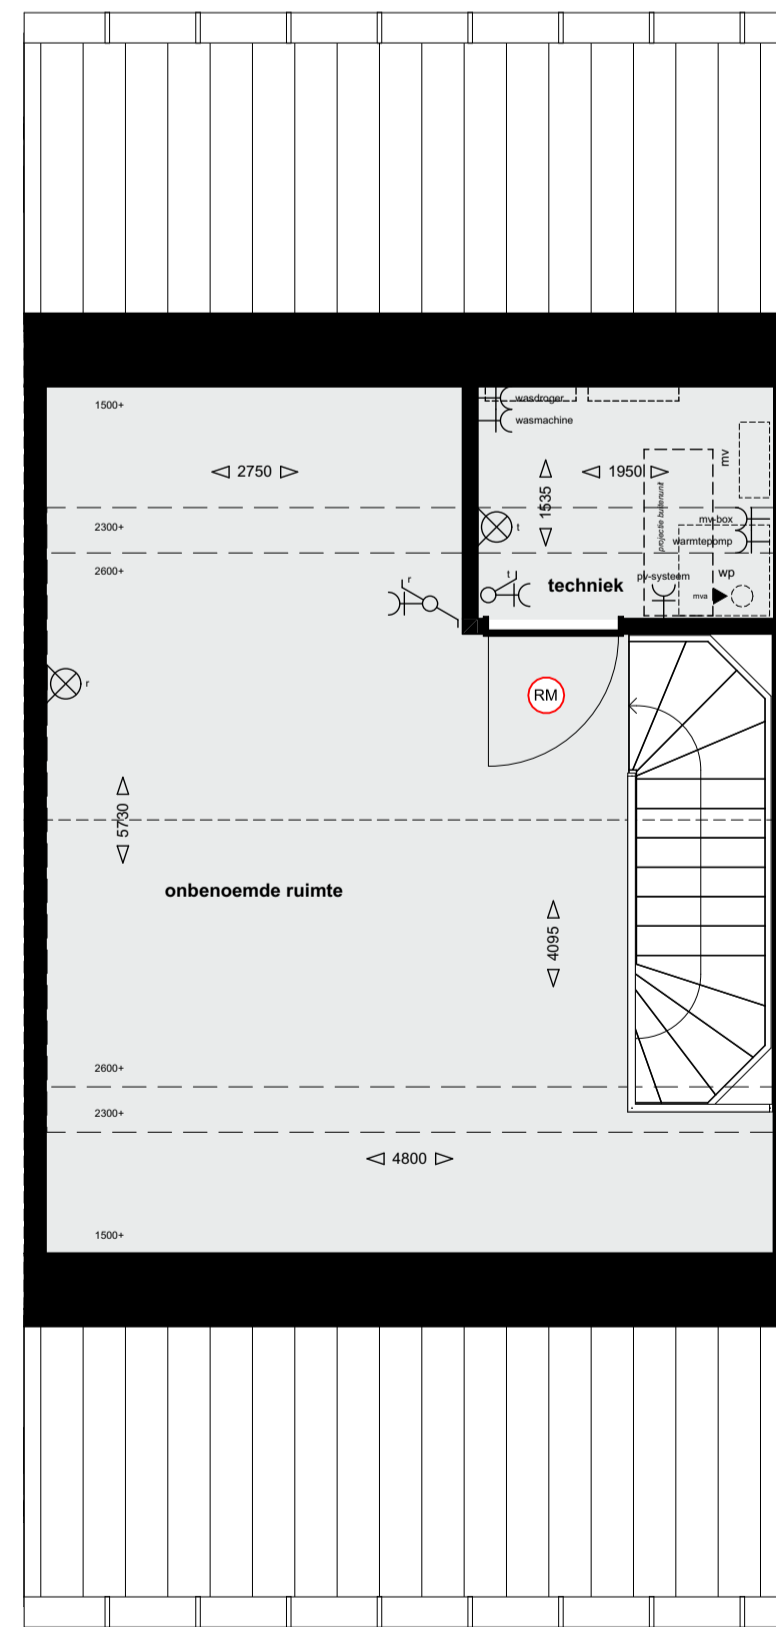 1500+
wasdroger
wasmachine
2750
1950
1535
mv
2300+
t
projectie buitenunit
mv-box
warmtepomp
2600+
r
t
techniek
pv-systeem
wp
mva
r
RM
5730
onbenoemde ruimte
4095
2600+
2300+
4800
1500+